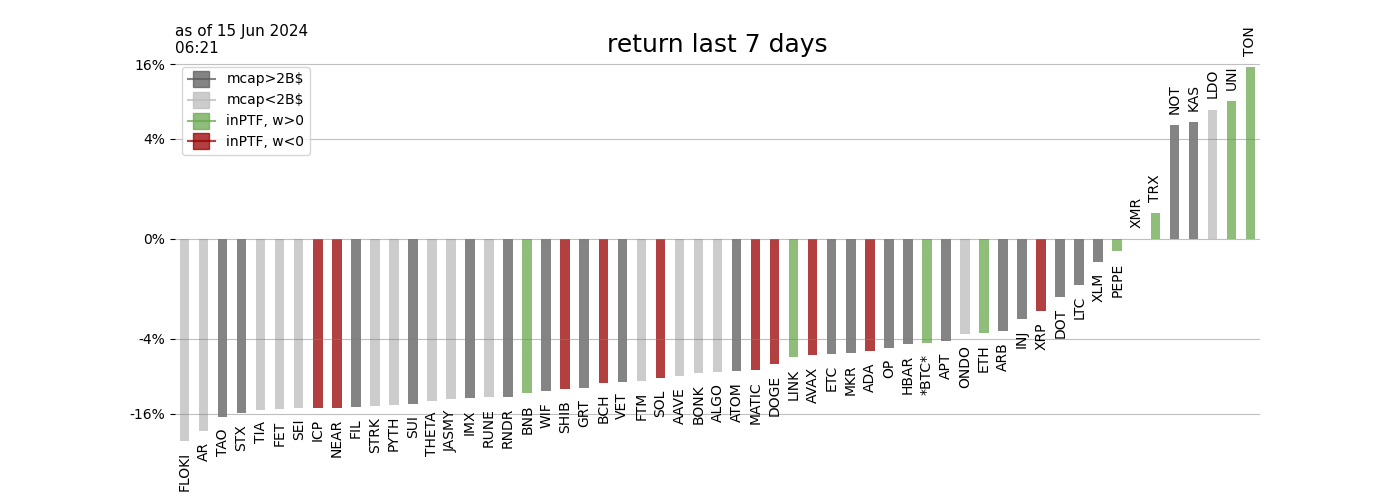 as of 15 Jun 2024
06:21
return last 7 days
mcap>2B$
mcap<2B$
inPTF, w>0
inPTF, w<0
16%
4%
0%
-4%
-16%
FLOKI
AR
TAO
STX
TIA
FET
SEI
ICP
NEAR
FIL
STRK
PYTH
SUI
THETA
JASMY
IMX
RUNE
RNDR
BNB
WIF
SHIB
GRT
BCH
VET
FTM
SOL
AAVE
BONK
ALGO
ATOM
MATIC
DOGE
LINK
AVAX
ETC
MKR
ADA
OP
HBAR
*BTC*
APT
ONDO
ETH
ARB
INJ
XRP
DOT
LTC
XLM
PEPE
XMR
TRX
NOT
KAS
LDO
UNI
TON